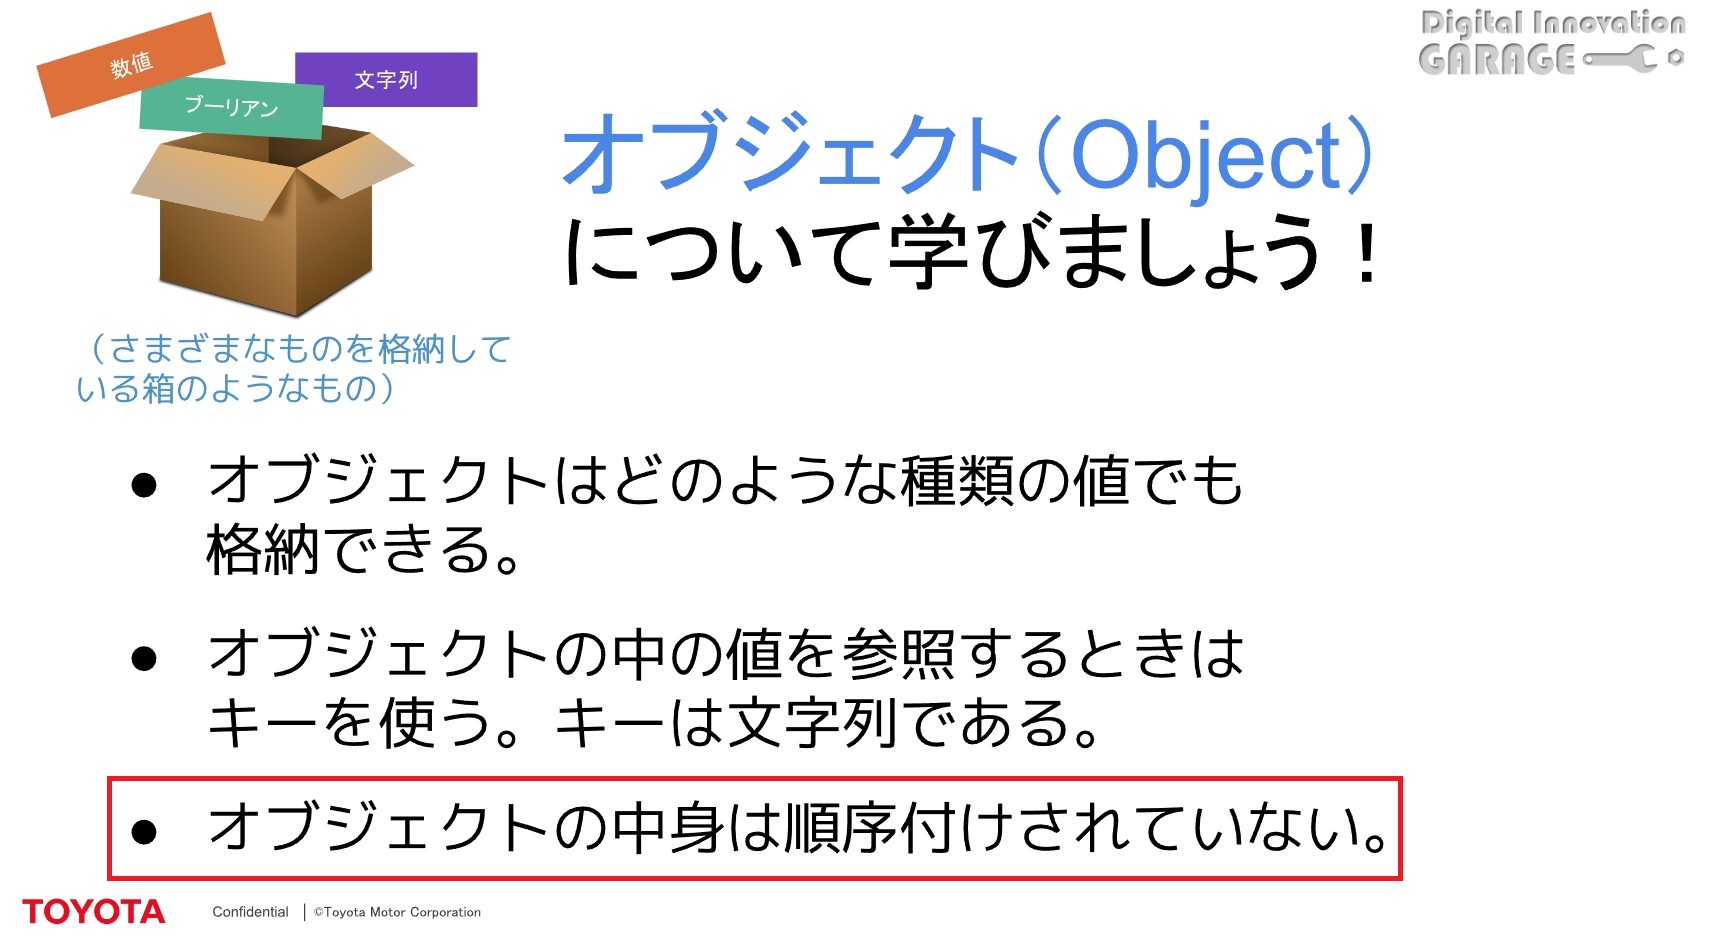 数値
文字列
ブーリアン
Digital Innovation
GARAGE
オブジェクト（Object）
について学びましょう！
（さまざまなものを格納して
いる箱のようなもの）
● オブジェクトはどのような種類の値でも
格納できる。
● オブジェクトの中の値を参照するときは
キーを使う。キーは文字列である。
● オブジェクトの中身は順序付けされていない。
TOYOTA Confidential | ©Toyota Motor Corporation